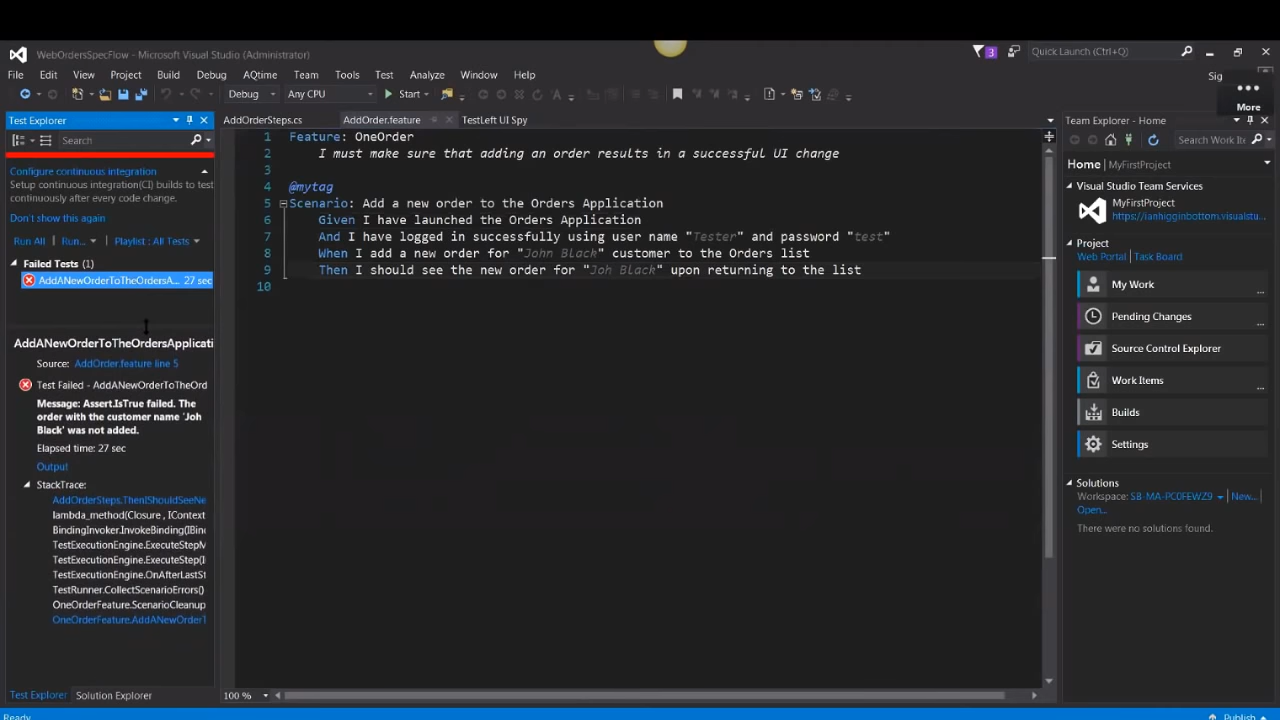 WebOrdersSpecFlow - Microsoft Visual Studio (Administrator)
3
Quick Launch (Ctrl+Q)
File Edit View Project Build Debug AQtime Team Tools Test Analyze Window Help
Sig
More
Debug Any CPU Start
Test Explorer
AddOrderSteps.cs AddOrder.feature TestLeft UI Spy
Team Explorer - Home
Search
Search Work Ite
Configure continuous integration
Setup continuous integration(CI) builds to test
continuously after every code change.
Don't show this again
Run All Run... Playlist : All Tests
Failed Tests (1)
AddANewOrderToTheOrdersA... 27 sec
AddANewOrderToTheOrdersApplicati
Source: AddOrder.feature line 5
Test Failed - AddANewOrderToTheOrd
Message: Assert.IsTrue failed. The
order with the customer name 'Joh
Black' was not added.
Elapsed time: 27 sec
Output
StackTrace:
AddOrderSteps.ThenIShouldSeeNe
lambda_method(Closure , IContext
BindingInvoker.InvokeBinding(IBin
TestExecutionEngine.ExecuteStepM
TestExecutionEngine.ExecuteStep(I
TestExecutionEngine.OnAfterLastSt
TestRunner.CollectScenarioErrors()
OneOrderFeature.ScenarioCleanup
OneOrderFeature.AddANewOrderT
Test Explorer Solution Explorer
1 Feature: OneOrder
2 I must make sure that adding an order results in a successful UI change
3
4 @mytag
5 Scenario: Add a new order to the Orders Application
6 Given I have launched the Orders Application
7 And I have logged in successfully using user name "Tester" and password "test"
8 When I add a new order for "John Black" customer to the Orders list
9 Then I should see the new order for "Joh Black" upon returning to the list
10
100 %
Home MyFirstProject
Visual Studio Team Services
MyFirstProject
https://ianhigginbottom.visualstu...
Project
Web Portal Task Board
My Work
Pending Changes
Source Control Explorer
Work Items
Builds
Settings
Solutions
Workspace: SB-MA-PC0FEWZ9 New...
Open...
There were no solutions found.
Ready
Publish